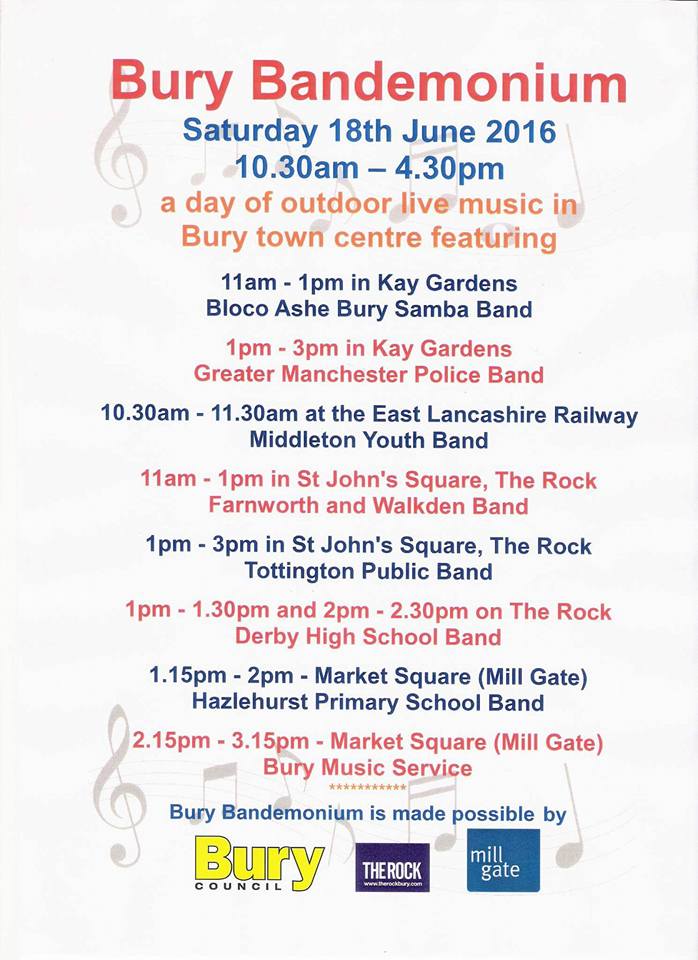 Bury Bandemonium
Saturday 18th June 2016
10.30am – 4.30pm
a day of outdoor live music in
Bury town centre featuring
11am - 1pm in Kay Gardens
Bloco Ashe Bury Samba Band
1pm - 3pm in Kay Gardens
Greater Manchester Police Band
10.30am - 11.30am at the East Lancashire Railway
Middleton Youth Band
11am - 1pm in St John's Square, The Rock
Farnworth and Walkden Band
1pm - 3pm in St John's Square, The Rock
Tottington Public Band
1pm - 1.30pm and 2pm - 2.30pm on The Rock
Derby High School Band
1.15pm - 2pm - Market Square (Mill Gate)
Hazlehurst Primary School Band
2.15pm - 3.15pm - Market Square (Mill Gate)
Bury Music Service
***********
Bury Bandemonium is made possible by
Bury
COUNCIL
THE ROCK
www.therockbury.com
mill
gate